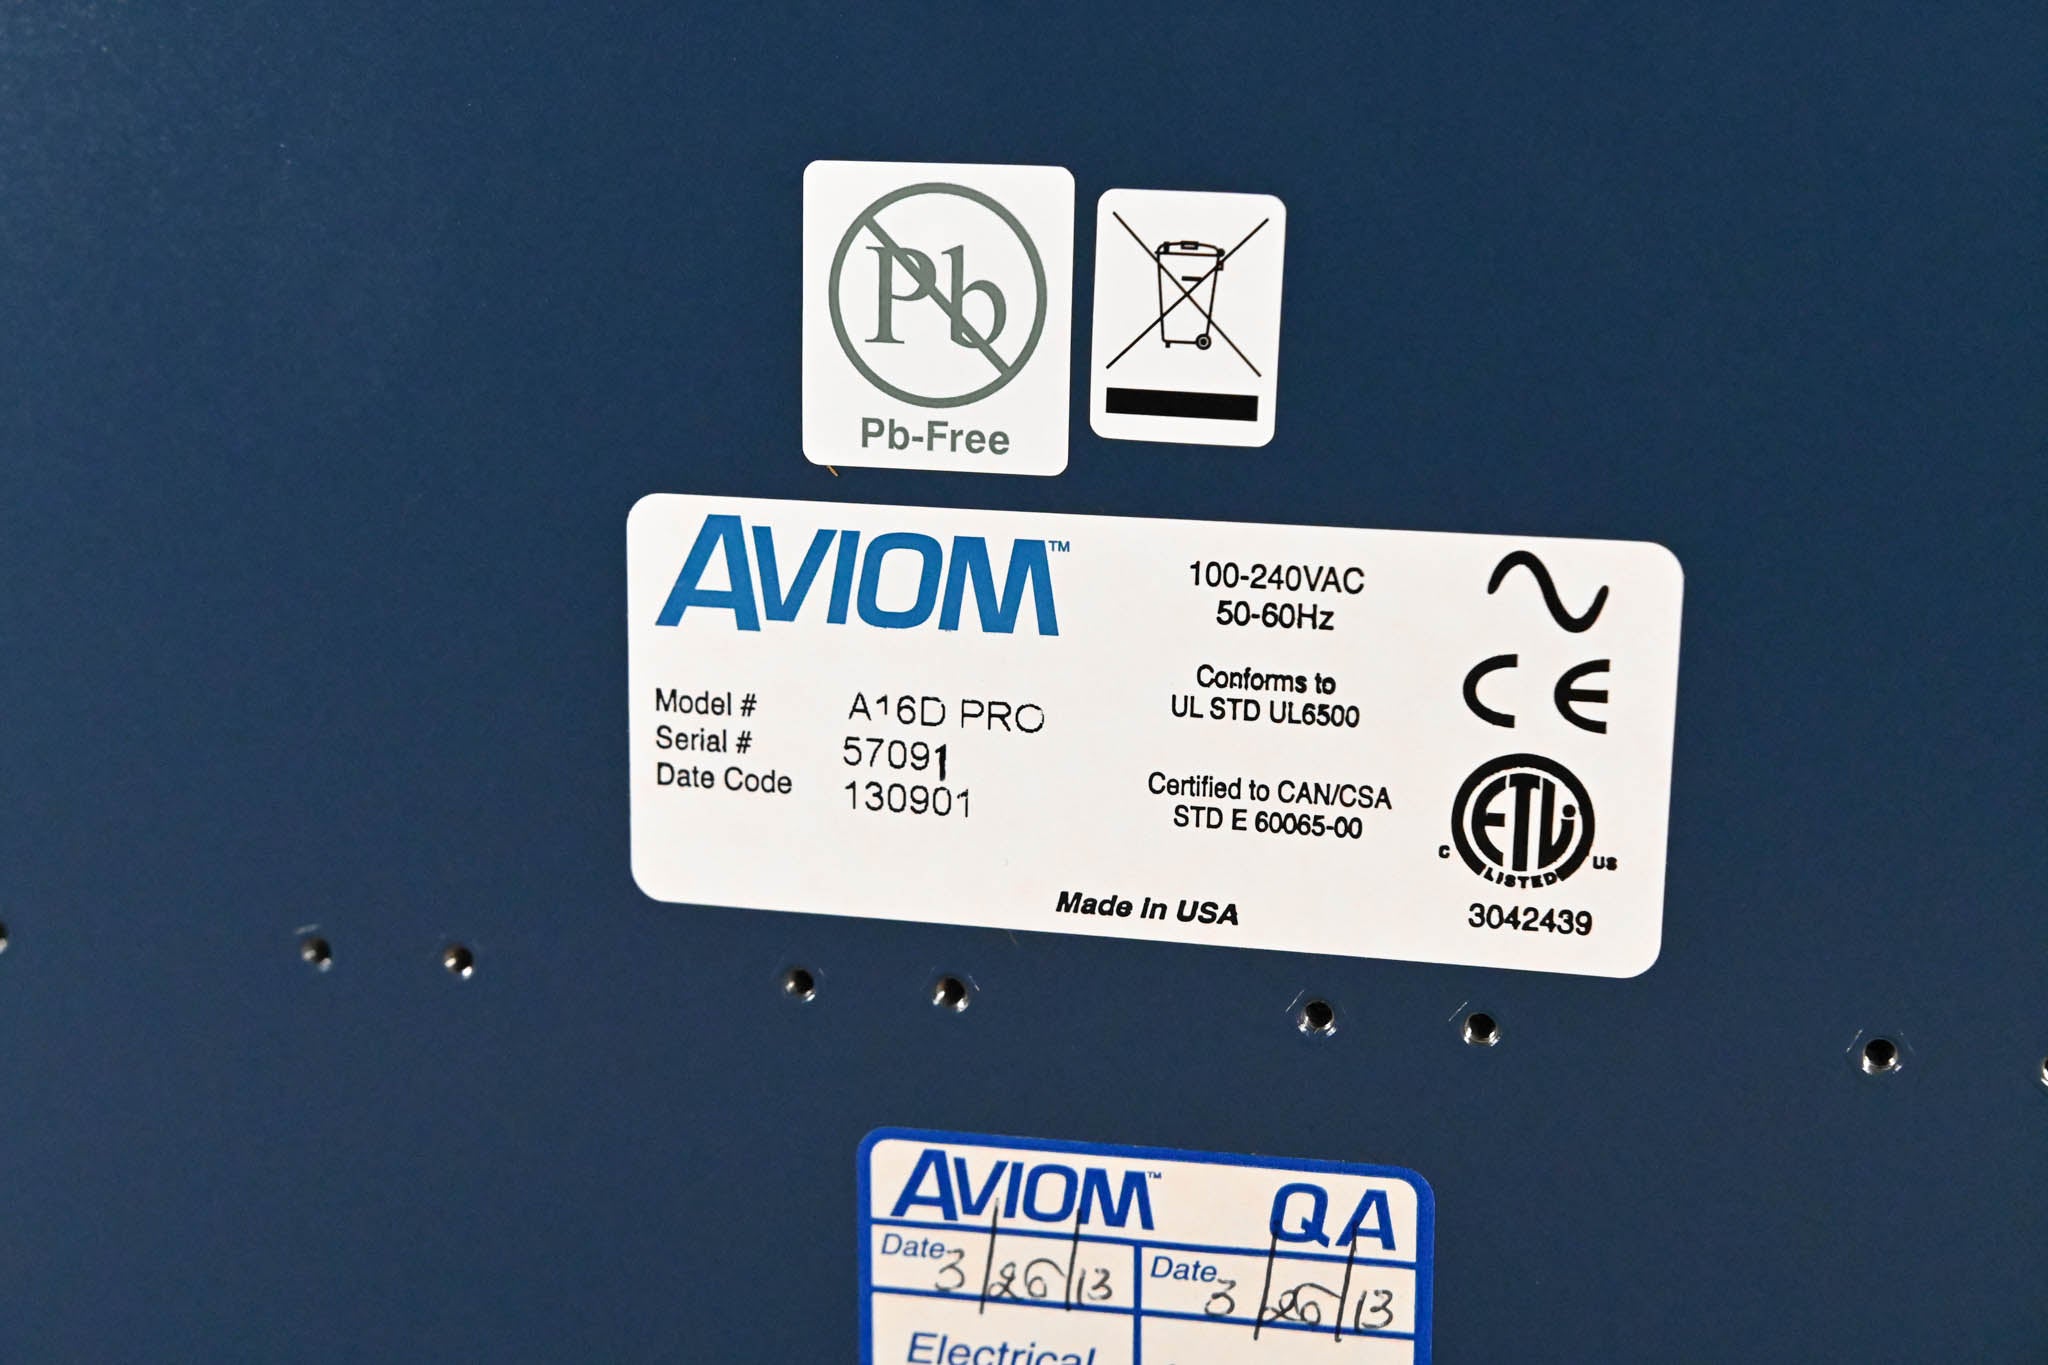 Pb
Pb-Free
AVIOM™
100-240VAC
50-60Hz
Model # A16D PRO
Serial # 57091
Date Code 130901
Conforms to
UL STD UL6500
Certified to CAN/CSA
STD E 60065-00
CE
ETL
C US
LISTED
3042439
Made in USA
AVIOM™ QA
Date 3/26/13 Date 3/26/13
Electrical